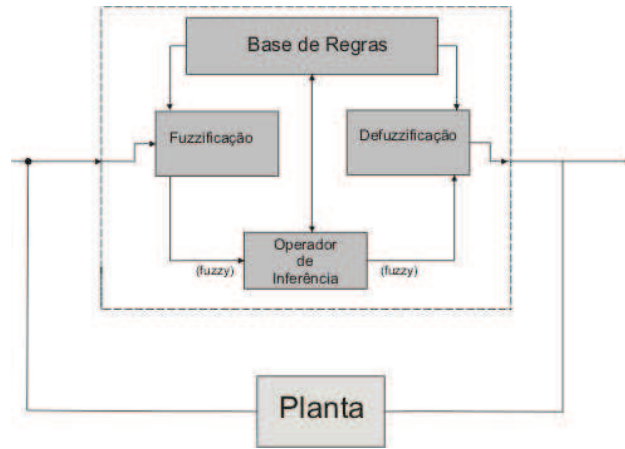 Base de Regras
Fuzzificação
Defuzzificação
Operador
de
Inferência
(fuzzy)
(fuzzy)
Planta